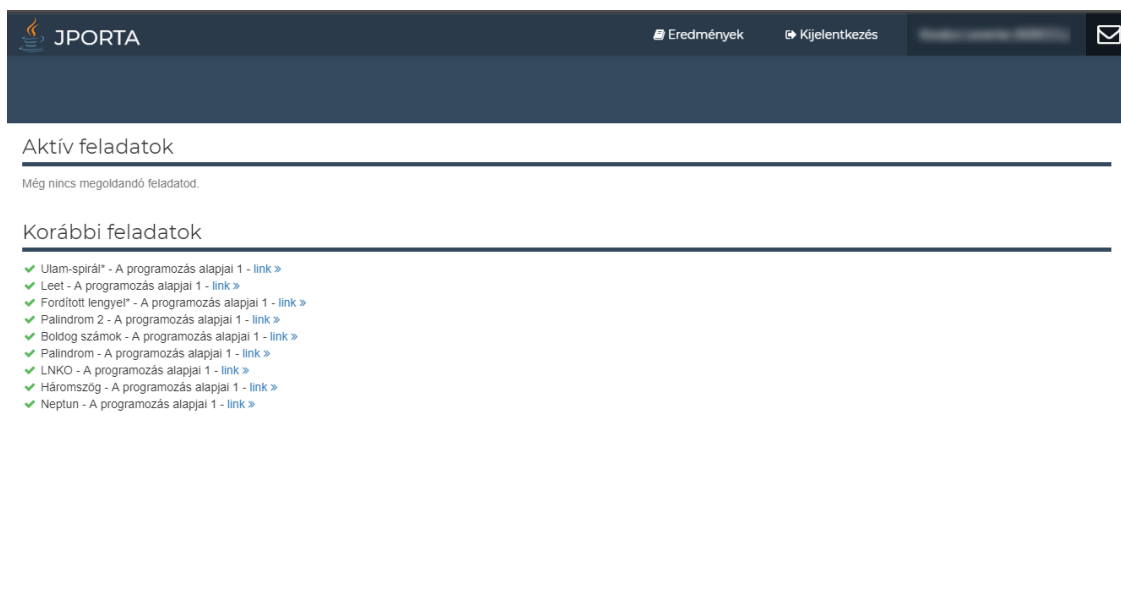 JPORTA
Eredmények
Kijelentkezés
Aktív feladatok
Még nincs megoldandó feladatod.
Korábbi feladatok
Ulam-spirál* - A programozás alapjai 1 - link »
Leet - A programozás alapjai 1 - link »
Fordított lengyel* - A programozás alapjai 1 - link »
Palindrom 2 - A programozás alapjai 1 - link »
Boldog számok - A programozás alapjai 1 - link »
Palindrom - A programozás alapjai 1 - link »
LNKO - A programozás alapjai 1 - link »
Háromszög - A programozás alapjai 1 - link »
Neptun - A programozás alapjai 1 - link »